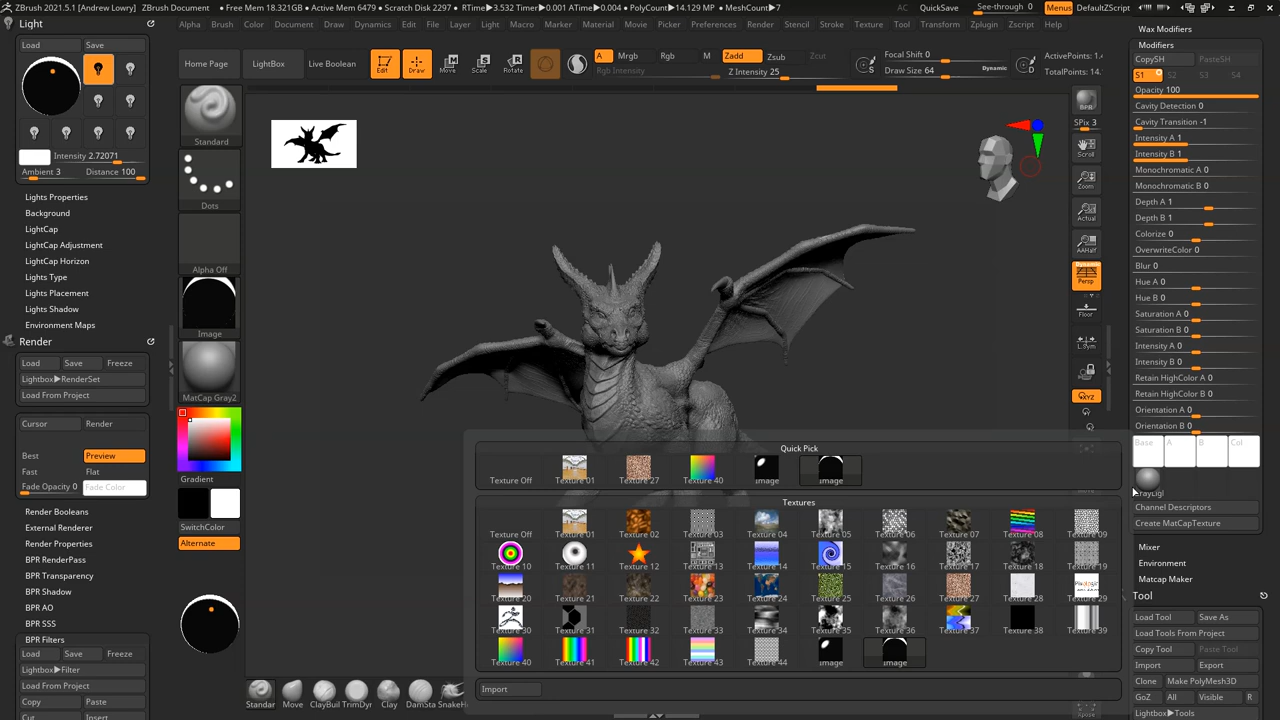 ZBrush 2021.5.1 [Andrew Lowry] ZBrush Document • Free Mem 18.321GB • Active Mem 6479 • Scratch Disk 2297 • RTime▶3.532 Timer▶0.001 ATime▶0.004 • PolyCount▶14.129 MP • MeshCount▶7 AC QuickSave See-through 0 Menus DefaultZScript
Light
Alpha Brush Color Document Draw Dynamics Edit File Layer Light Macro Marker Material Movie Picker Preferences Render Stencil Stroke Texture Tool Transform Zplugin Zscript Help
Load Save
Home Page LightBox Live Boolean
Edit Draw Move Scale Rotate
A Mrgb Rgb M Zadd Zsub Zcut
Rgb Intensity Z Intensity 25
Focal Shift 0
Draw Size 64 Dynamic
S D
ActivePoints: 1.4
TotalPoints: 14.
Intensity 2.72071
Ambient 3 Distance 100
Lights Properties
Background
LightCap
LightCap Adjustment
LightCap Horizon
Lights Type
Lights Placement
Lights Shadow
Environment Maps
Render
Load Save Freeze
Lightbox▶RenderSet
Load From Project
Cursor Render
Best Preview
Fast Flat
Fade Opacity 0 Fade Color
Render Booleans
External Renderer
Render Properties
BPR RenderPass
BPR Transparency
BPR Shadow
BPR AO
BPR SSS
BPR Filters
Load Save Freeze
Lightbox▶Filter
Load From Project
Copy Paste
Cut Insert
Standard
Dots
Alpha Off
Image
MatCap Gray2
Gradient
SwitchColor
Alternate
Standar Move ClayBuil TrimDyr Clay DamSta SnakeH
BPR
SPix 3
Scroll
Zoom
Actual
AAHalf
Dynamic
Persp
Floor
L.Sym
XYZ
Quick Pick
Texture Off Texture 01 Texture 27 Texture 40 Image Image
Textures
Texture Off Texture 01 Texture 02 Texture 03 Texture 04 Texture 05 Texture 06 Texture 07 Texture 08 Texture 09
Texture 10 Texture 11 Texture 12 Texture 13 Texture 14 Texture 15 Texture 16 Texture 17 Texture 18 Texture 19
Texture 20 Texture 21 Texture 22 Texture 23 Texture 24 Texture 25 Texture 26 Texture 27 Texture 28 Texture 29
Texture 30 Texture 31 Texture 32 Texture 33 Texture 34 Texture 35 Texture 36 Texture 37 Texture 38 Texture 39
Texture 40 Texture 41 Texture 42 Texture 43 Texture 44 Image Image
Import
Wax Modifiers
Modifiers
CopySH PasteSH
S1 S2 S3 S4
Opacity 100
Cavity Detection 0
Cavity Transition -1
Intensity A 1
Intensity B 1
Monochromatic A 0
Monochromatic B 0
Depth A 1
Depth B 1
Colorize 0
OverwriteColor 0
Blur 0
Hue A 0
Hue B 0
Saturation A 0
Saturation B 0
Intensity A 0
Intensity B 0
Retain HighColor A 0
Retain HighColor B 0
Orientation A 0
Orientation B 0
Base A B Col
Channel Descriptors
Create MatCapTexture
Mixer
Environment
Matcap Maker
Tool
Load Tool Save As
Load Tools From Project
Copy Tool Paste Tool
Import Export
Clone Make PolyMesh3D
GoZ All Visible R
Lightbox▶Tools